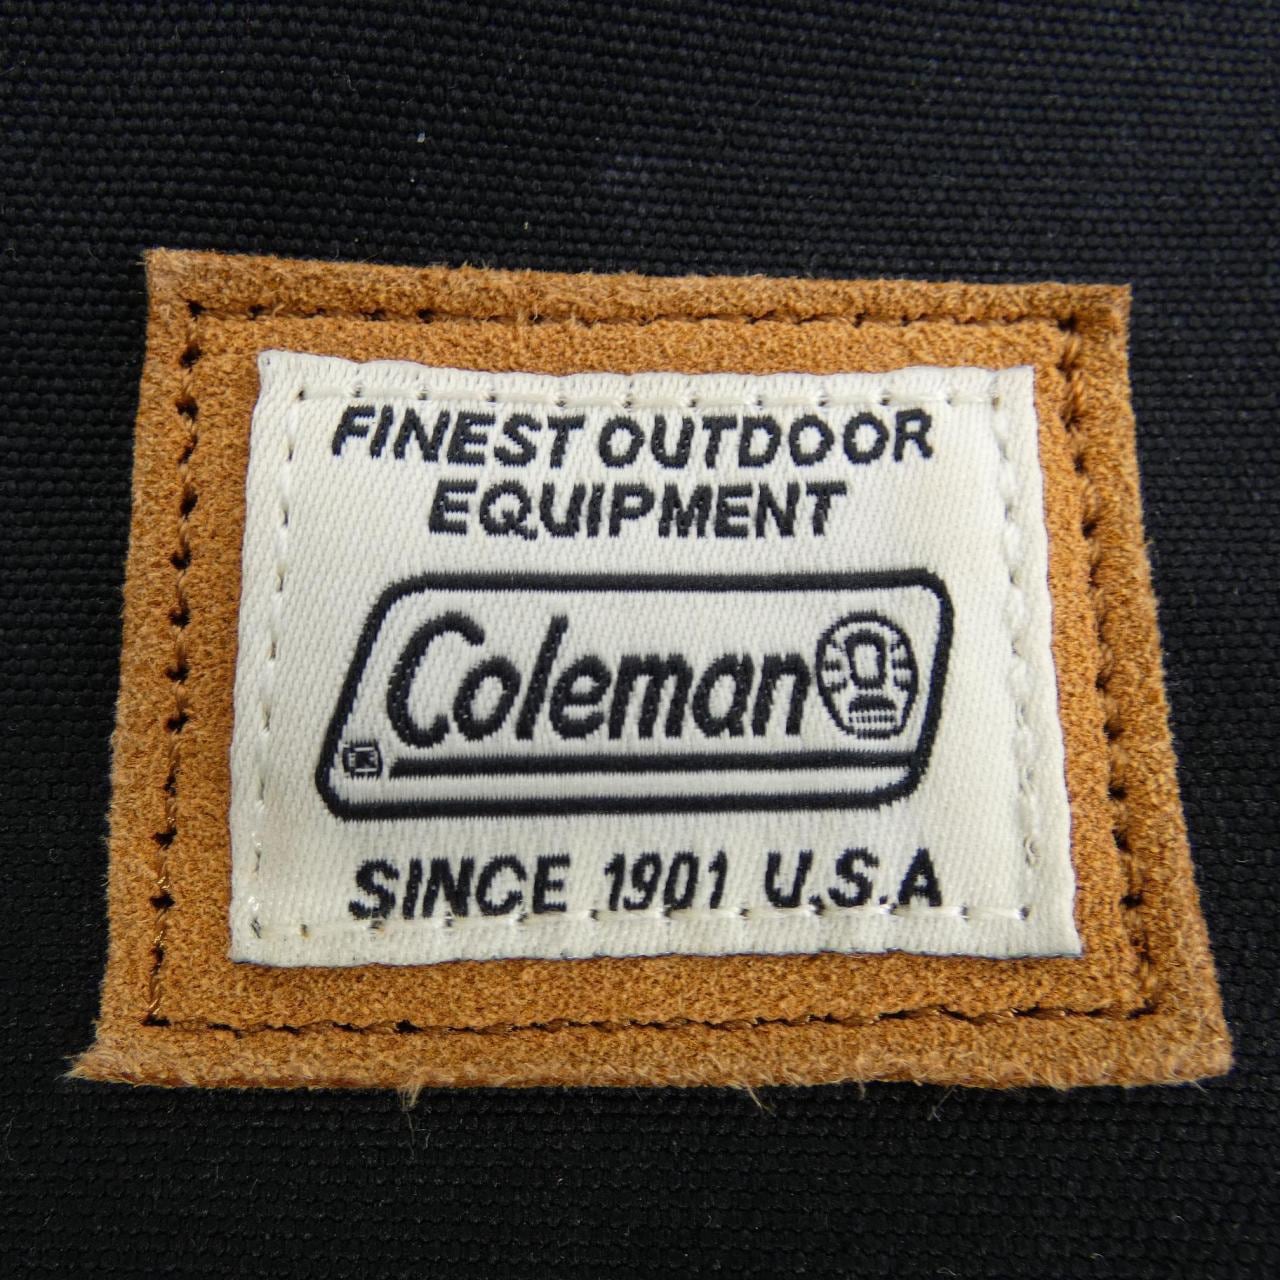 FINEST OUTDOOR
EQUIPMENT
Coleman
SINCE 1901 U.S.A